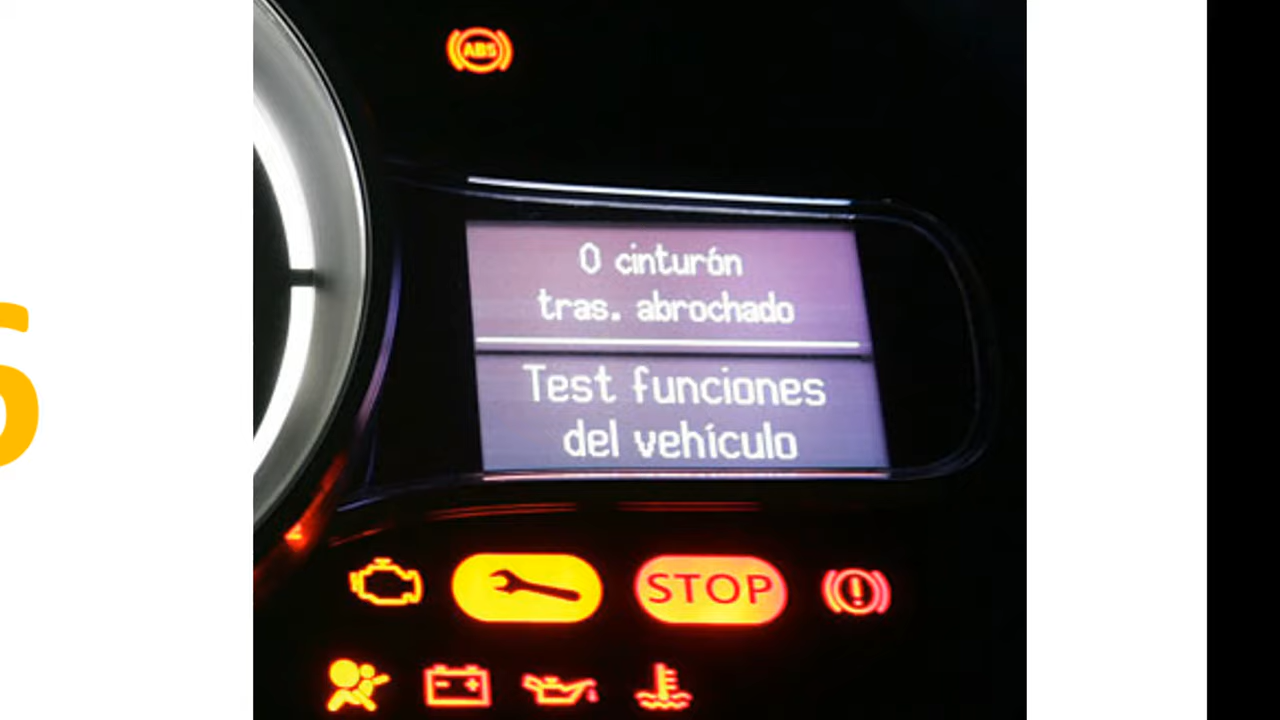 ABS
0 cinturón
tras. abrochado
Test funciones
del vehículo
STOP